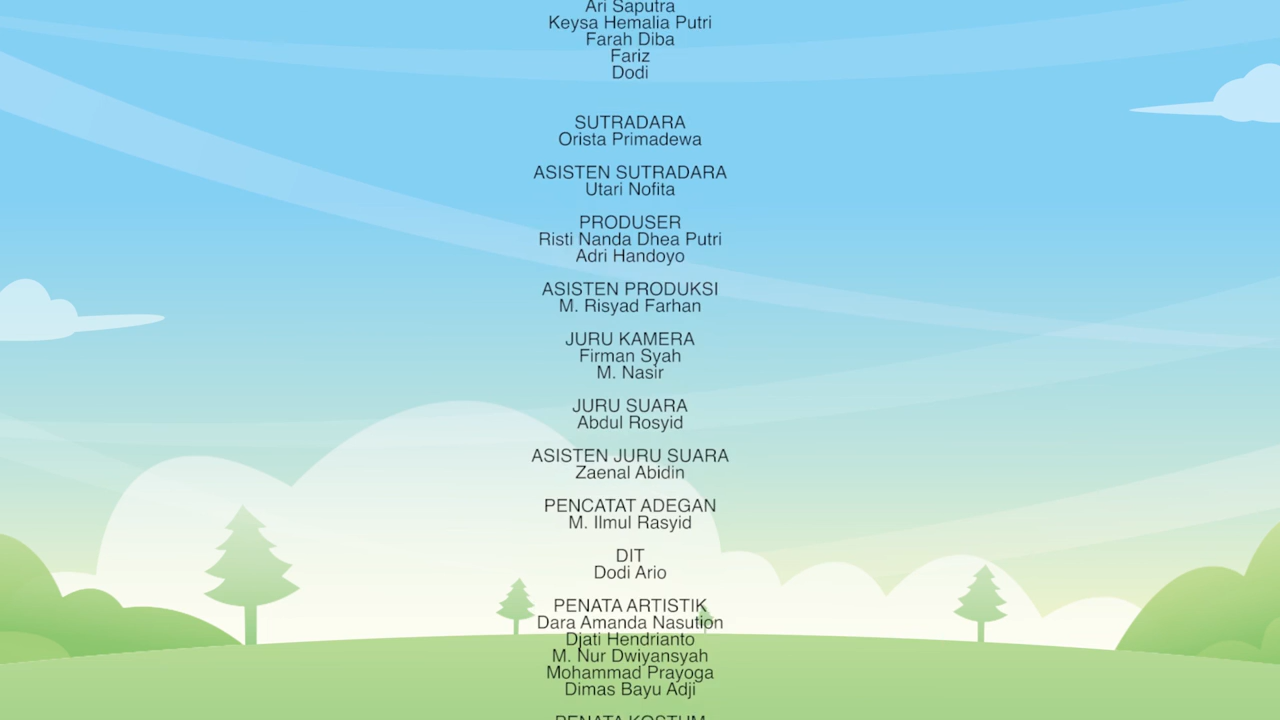 Ari Saputra
Keysa Hemalia Putri
Farah Diba
Fariz
Dodi
SUTRADARA
Orista Primadewa
ASISTEN SUTRADARA
Utari Nofita
PRODUSER
Risti Nanda Dhea Putri
Adri Handoyo
ASISTEN PRODUKSI
M. Risyad Farhan
JURU KAMERA
Firman Syah
M. Nasir
JURU SUARA
Abdul Rosyid
ASISTEN JURU SUARA
Zaenal Abidin
PENCATAT ADEGAN
M. Ilmul Rasyid
DIT
Dodi Ario
PENATA ARTISTIK
Dara Amanda Nasution
Djati Hendrianto
M. Nur Dwiyansyah
Mohammad Prayoga
Dimas Bayu Adji
PENATA KOSTUM